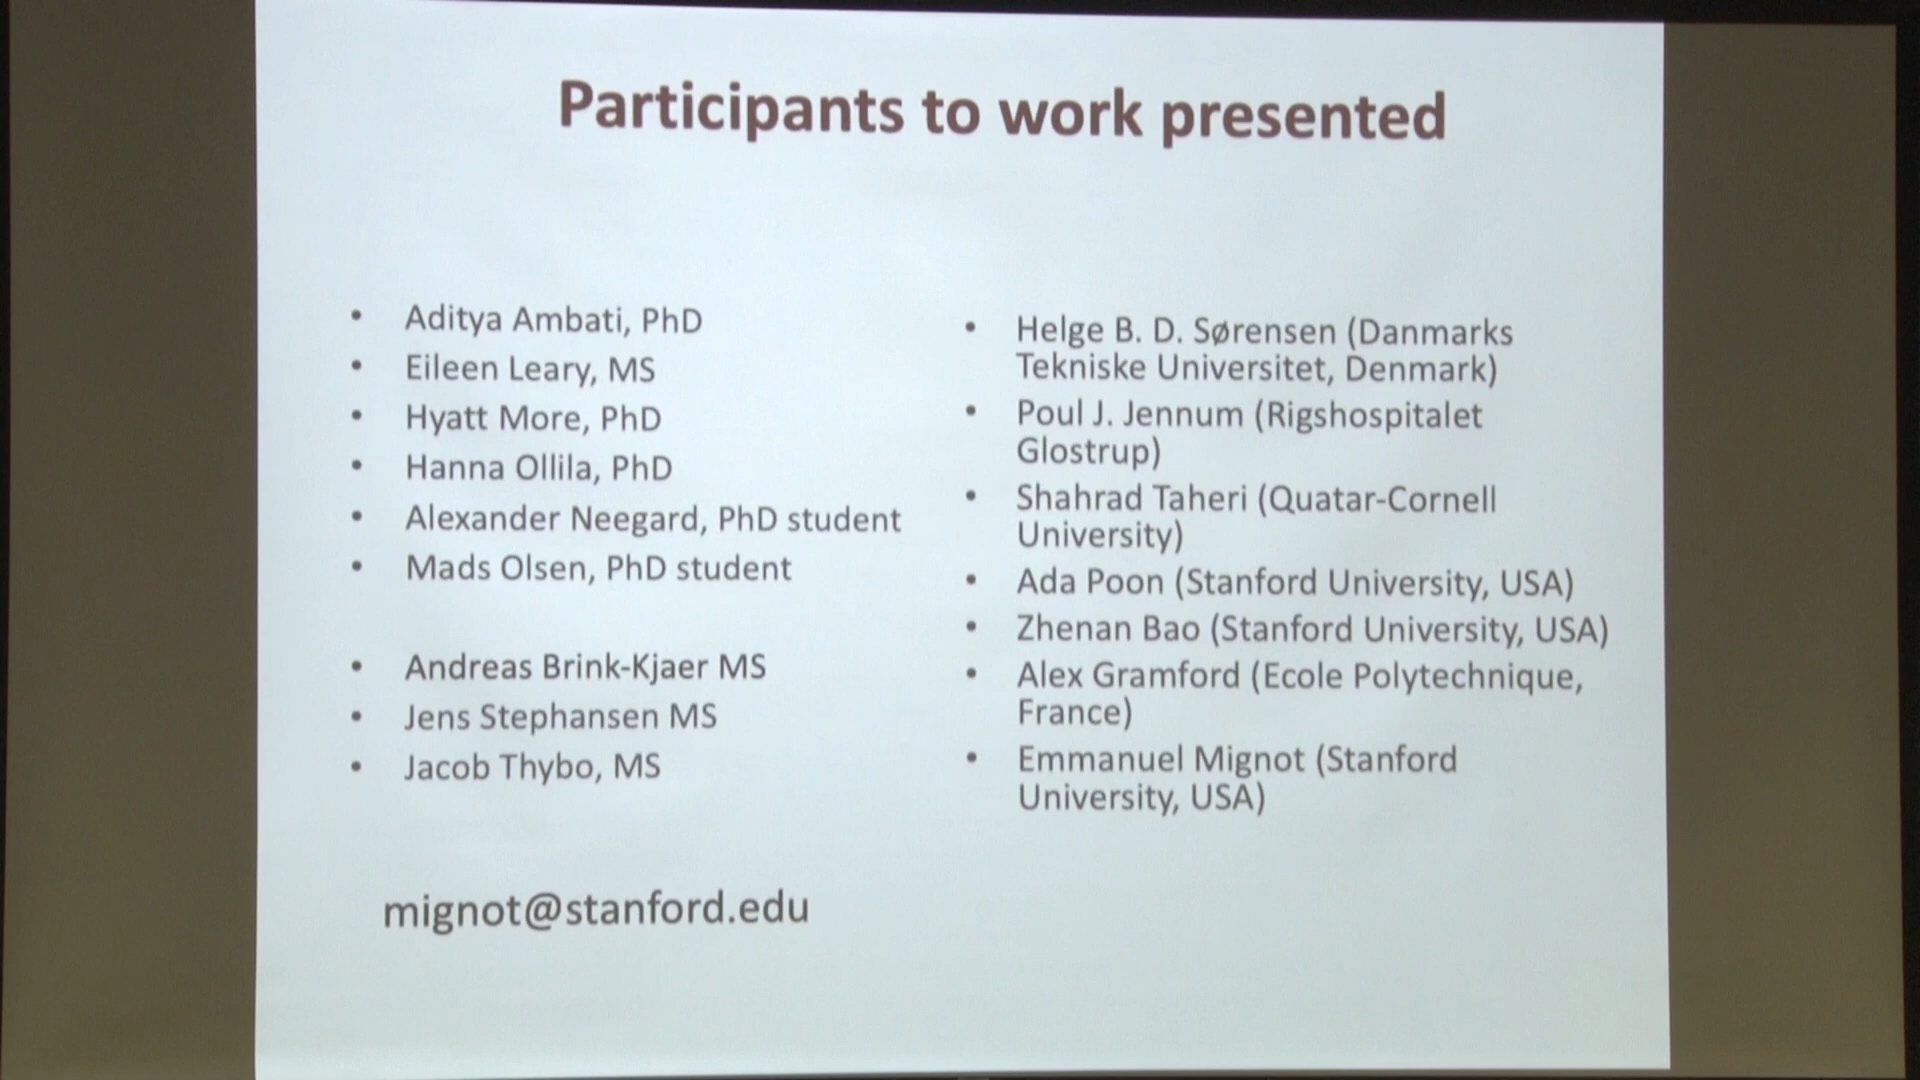 Participants to work presented
• Aditya Ambati, PhD
• Eileen Leary, MS
• Hyatt More, PhD
• Hanna Ollila, PhD
• Alexander Neegard, PhD student
• Mads Olsen, PhD student
• Andreas Brink-Kjaer MS
• Jens Stephansen MS
• Jacob Thybo, MS
• Helge B. D. Sørensen (Danmarks
Tekniske Universitet, Denmark)
• Poul J. Jennum (Rigshospitalet
Glostrup)
• Shahrad Taheri (Quatar-Cornell
University)
• Ada Poon (Stanford University, USA)
• Zhenan Bao (Stanford University, USA)
• Alex Gramford (Ecole Polytechnique,
France)
• Emmanuel Mignot (Stanford
University, USA)
mignot@stanford.edu